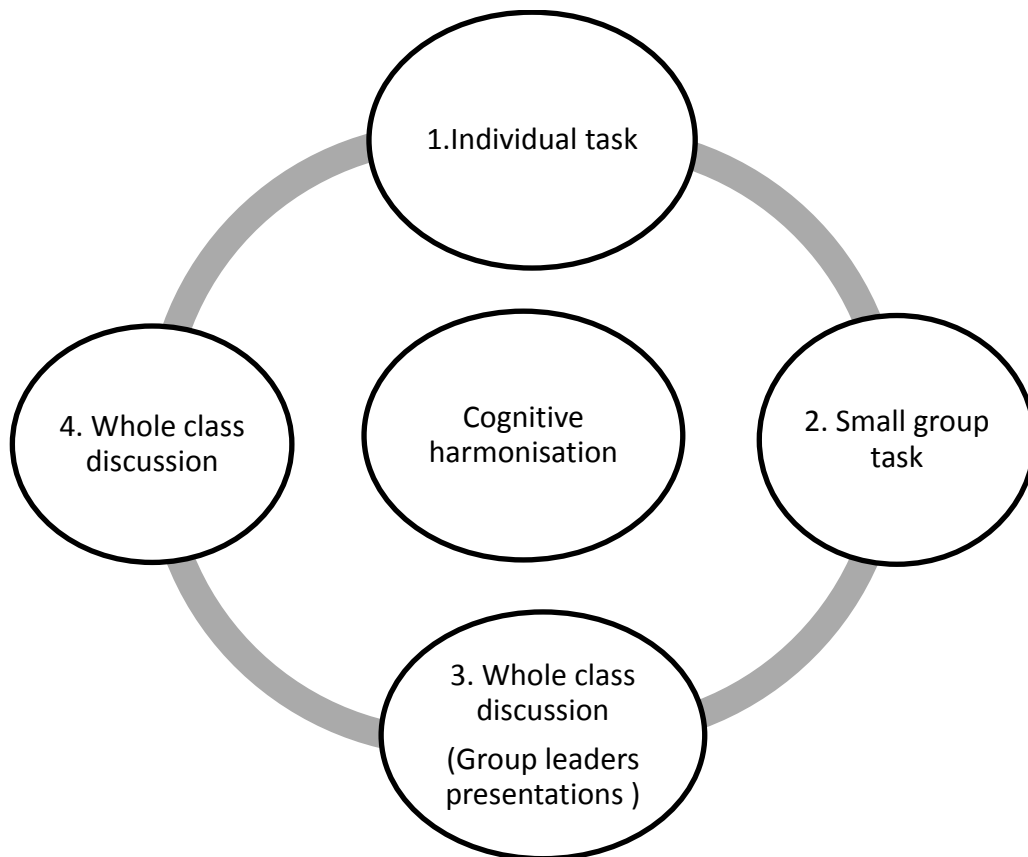 1.Individual task
2. Small group
task
3. Whole class
discussion
(Group leaders
presentations )
4. Whole class
discussion
Cognitive
harmonisation